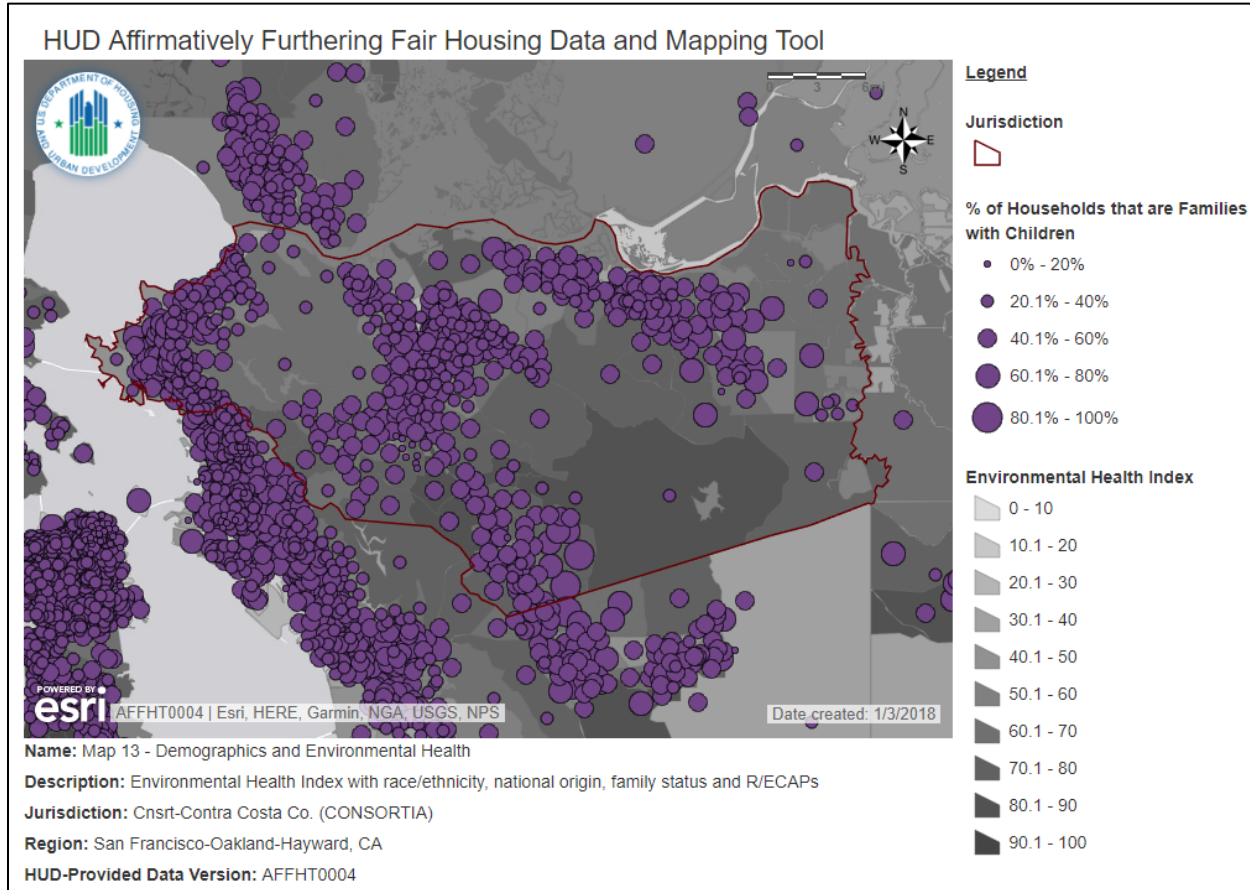 HUD Affirmatively Furthering Fair Housing Data and Mapping Tool
U.S. DEPARTMENT OF HOUSING
AND URBAN DEVELOPMENT
0 3 6mi
N
W E
S
POWERED BY
esri
AFFHT0004 | Esri, HERE, Garmin, NGA, USGS, NPS
Date created: 1/3/2018
Name: Map 13 - Demographics and Environmental Health
Description: Environmental Health Index with race/ethnicity, national origin, family status and R/ECAPs
Jurisdiction: Cnsrt-Contra Costa Co. (CONSORTIA)
Region: San Francisco-Oakland-Hayward, CA
HUD-Provided Data Version: AFFHT0004
Legend
Jurisdiction
% of Households that are Families
with Children
0% - 20%
20.1% - 40%
40.1% - 60%
60.1% - 80%
80.1% - 100%
Environmental Health Index
0 - 10
10.1 - 20
20.1 - 30
30.1 - 40
40.1 - 50
50.1 - 60
60.1 - 70
70.1 - 80
80.1 - 90
90.1 - 100